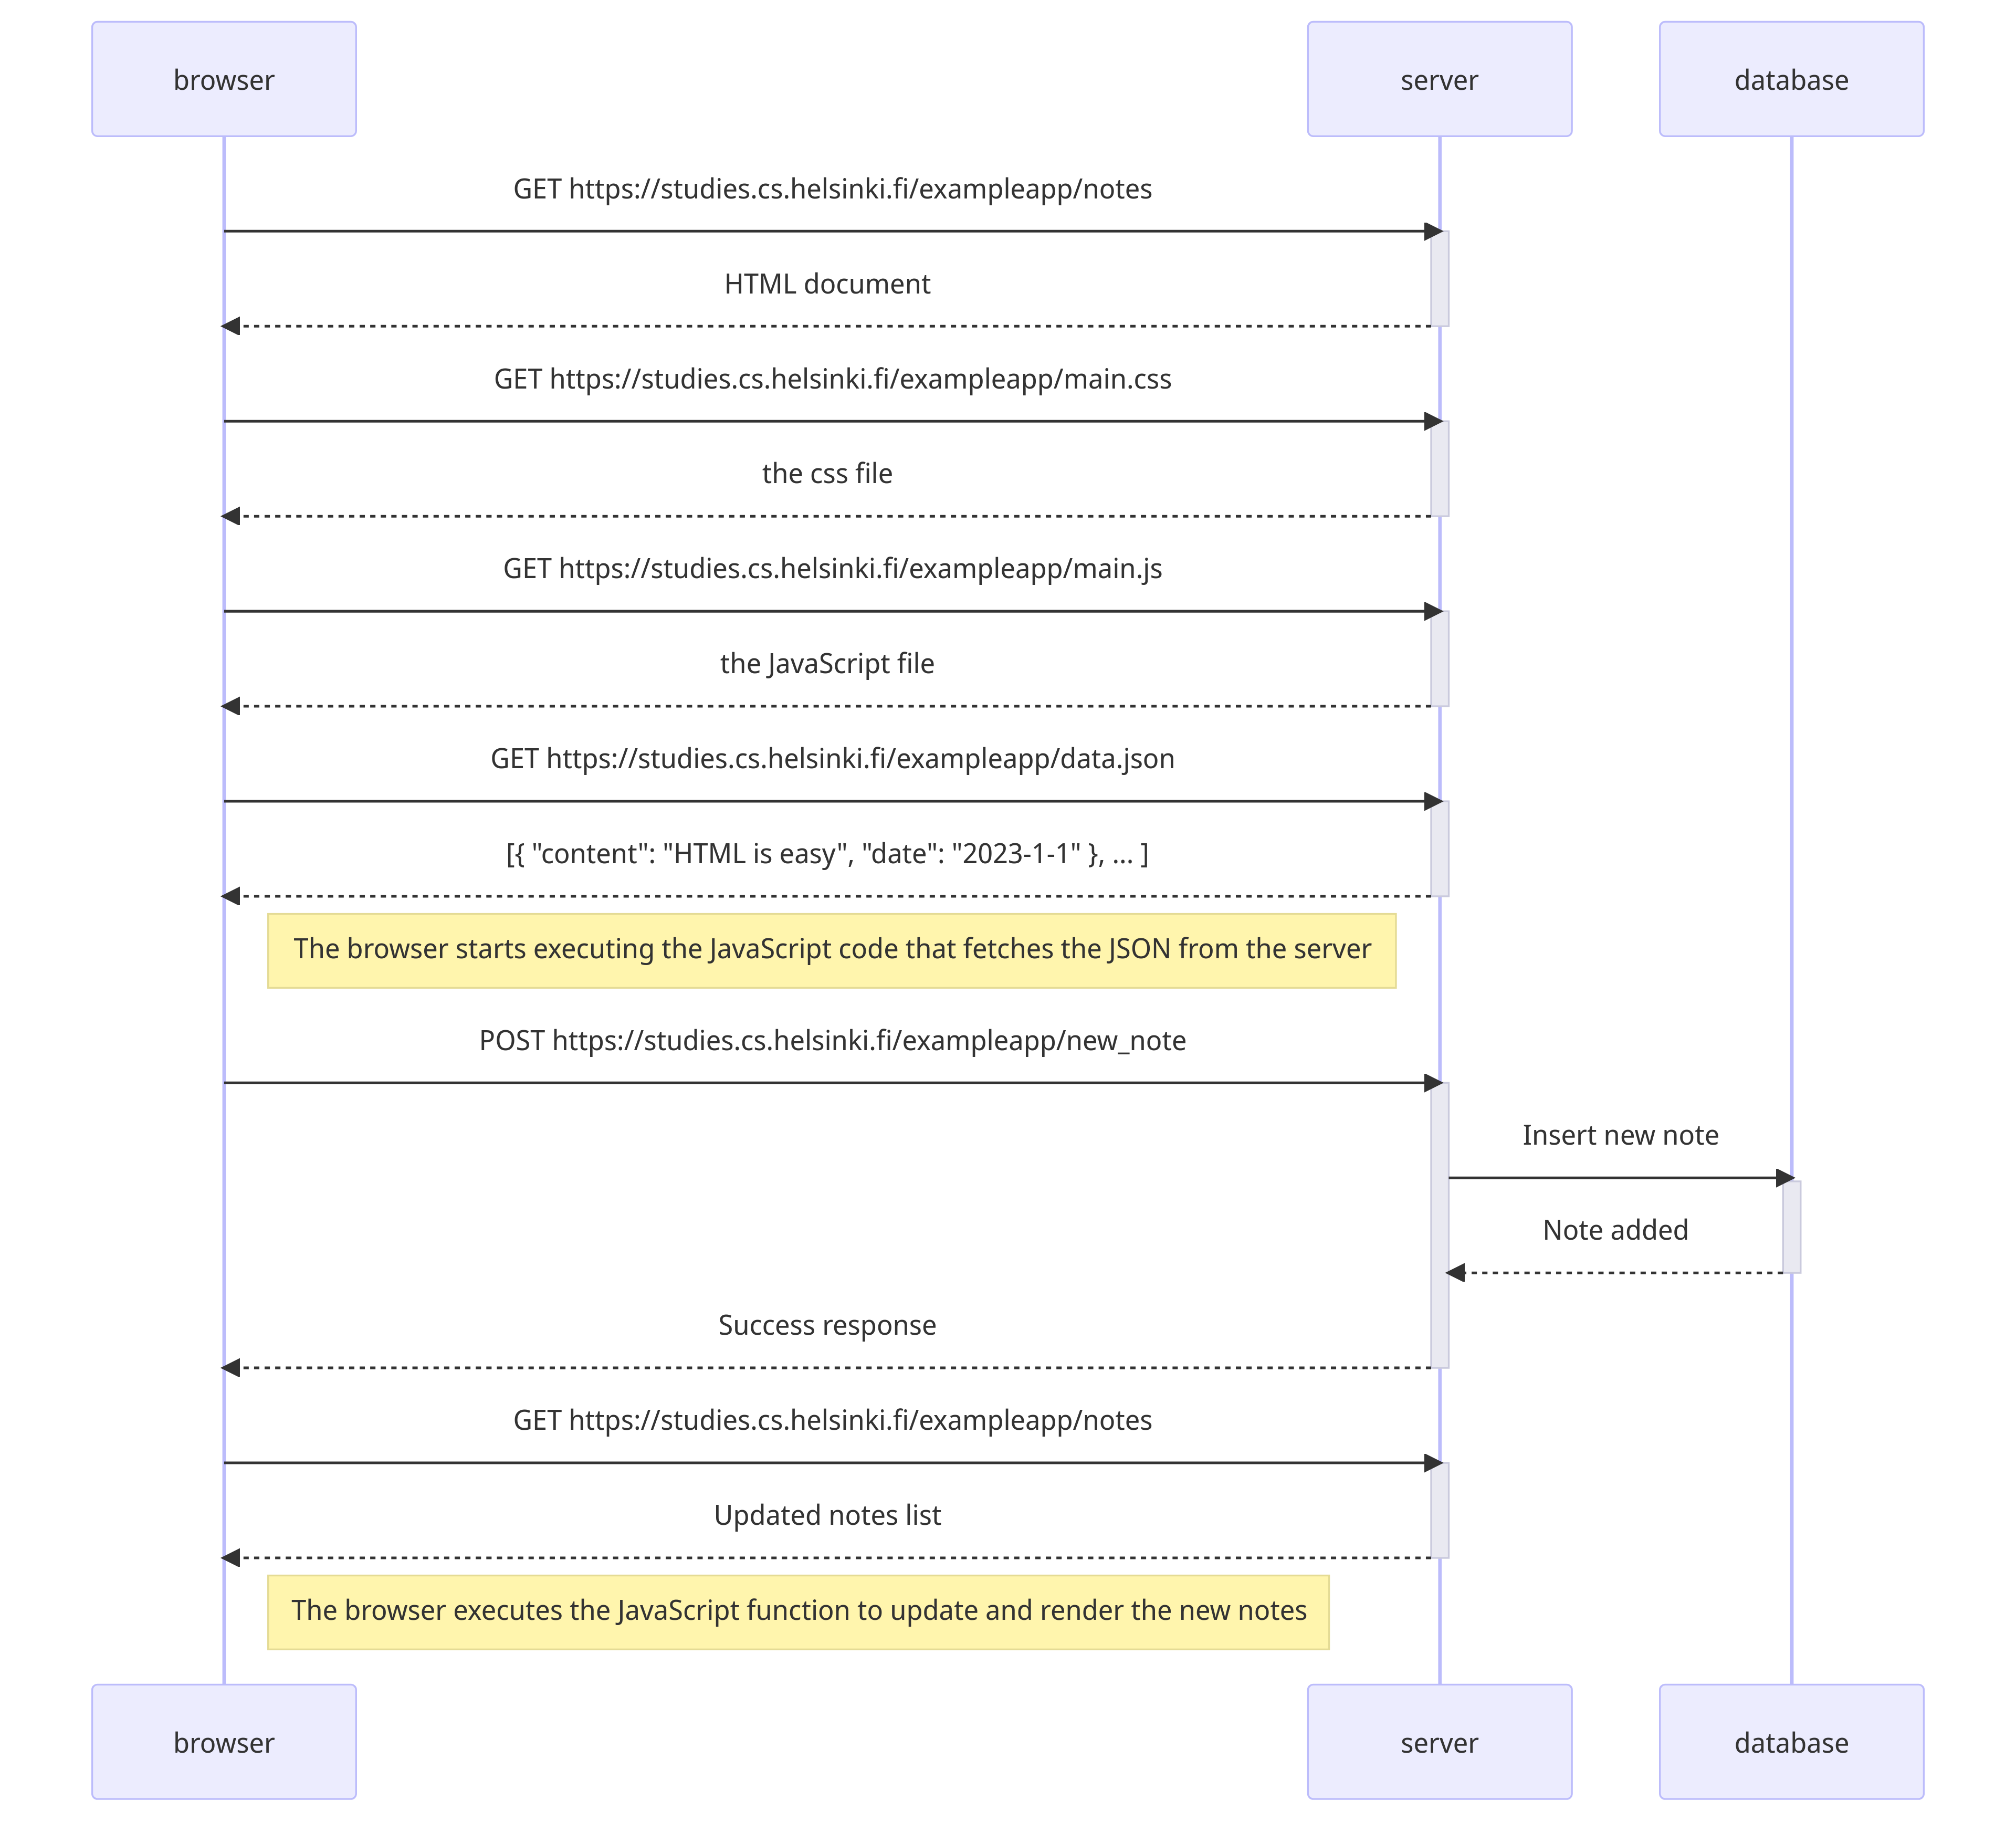 browser
server
database
GET https://studies.cs.helsinki.fi/exampleapp/notes
HTML document
GET https://studies.cs.helsinki.fi/exampleapp/main.css
the css file
GET https://studies.cs.helsinki.fi/exampleapp/main.js
the JavaScript file
GET https://studies.cs.helsinki.fi/exampleapp/data.json
[{ "content": "HTML is easy", "date": "2023-1-1" }, ... ]
The browser starts executing the JavaScript code that fetches the JSON from the server
POST https://studies.cs.helsinki.fi/exampleapp/new_note
Insert new note
Note added
Success response
GET https://studies.cs.helsinki.fi/exampleapp/notes
Updated notes list
The browser executes the JavaScript function to update and render the new notes
browser
server
database